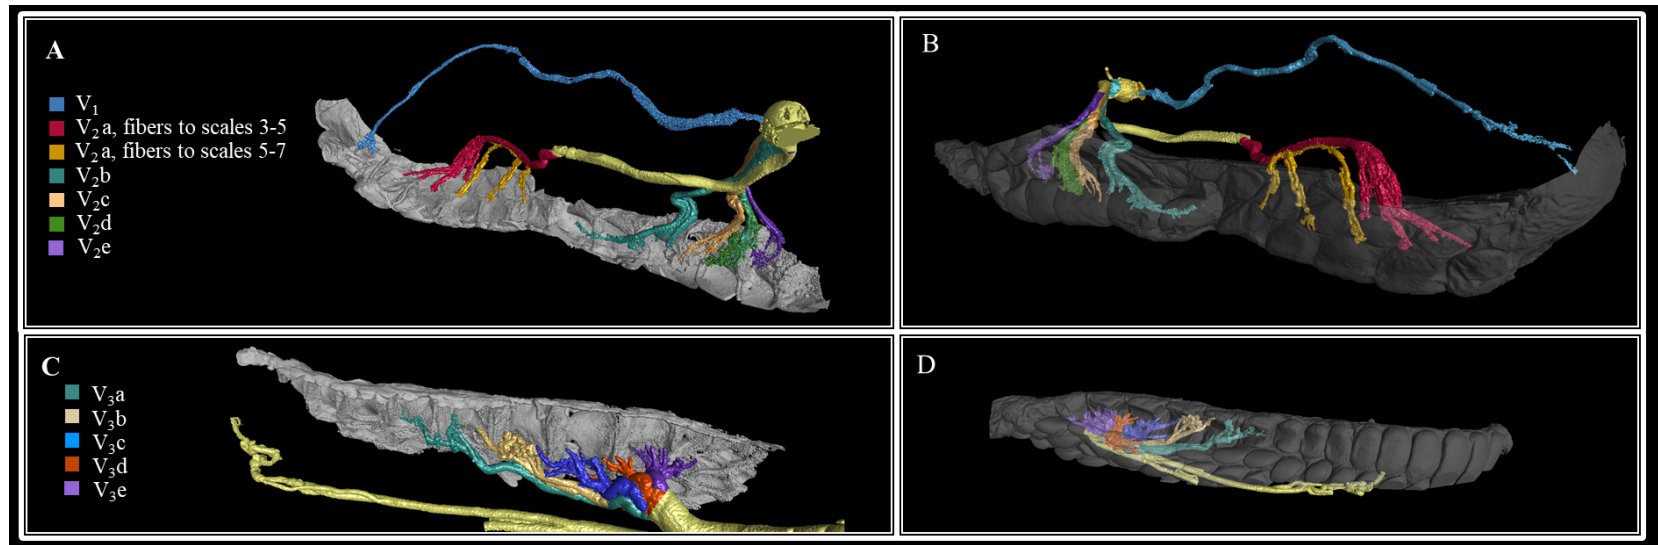 A
V₁
V₂a, fibers to scales 3-5
V₂a, fibers to scales 5-7
V₂b
V₂c
V₂d
V₂e
B
C
V₃a
V₃b
V₃c
V₃d
V₃e
D